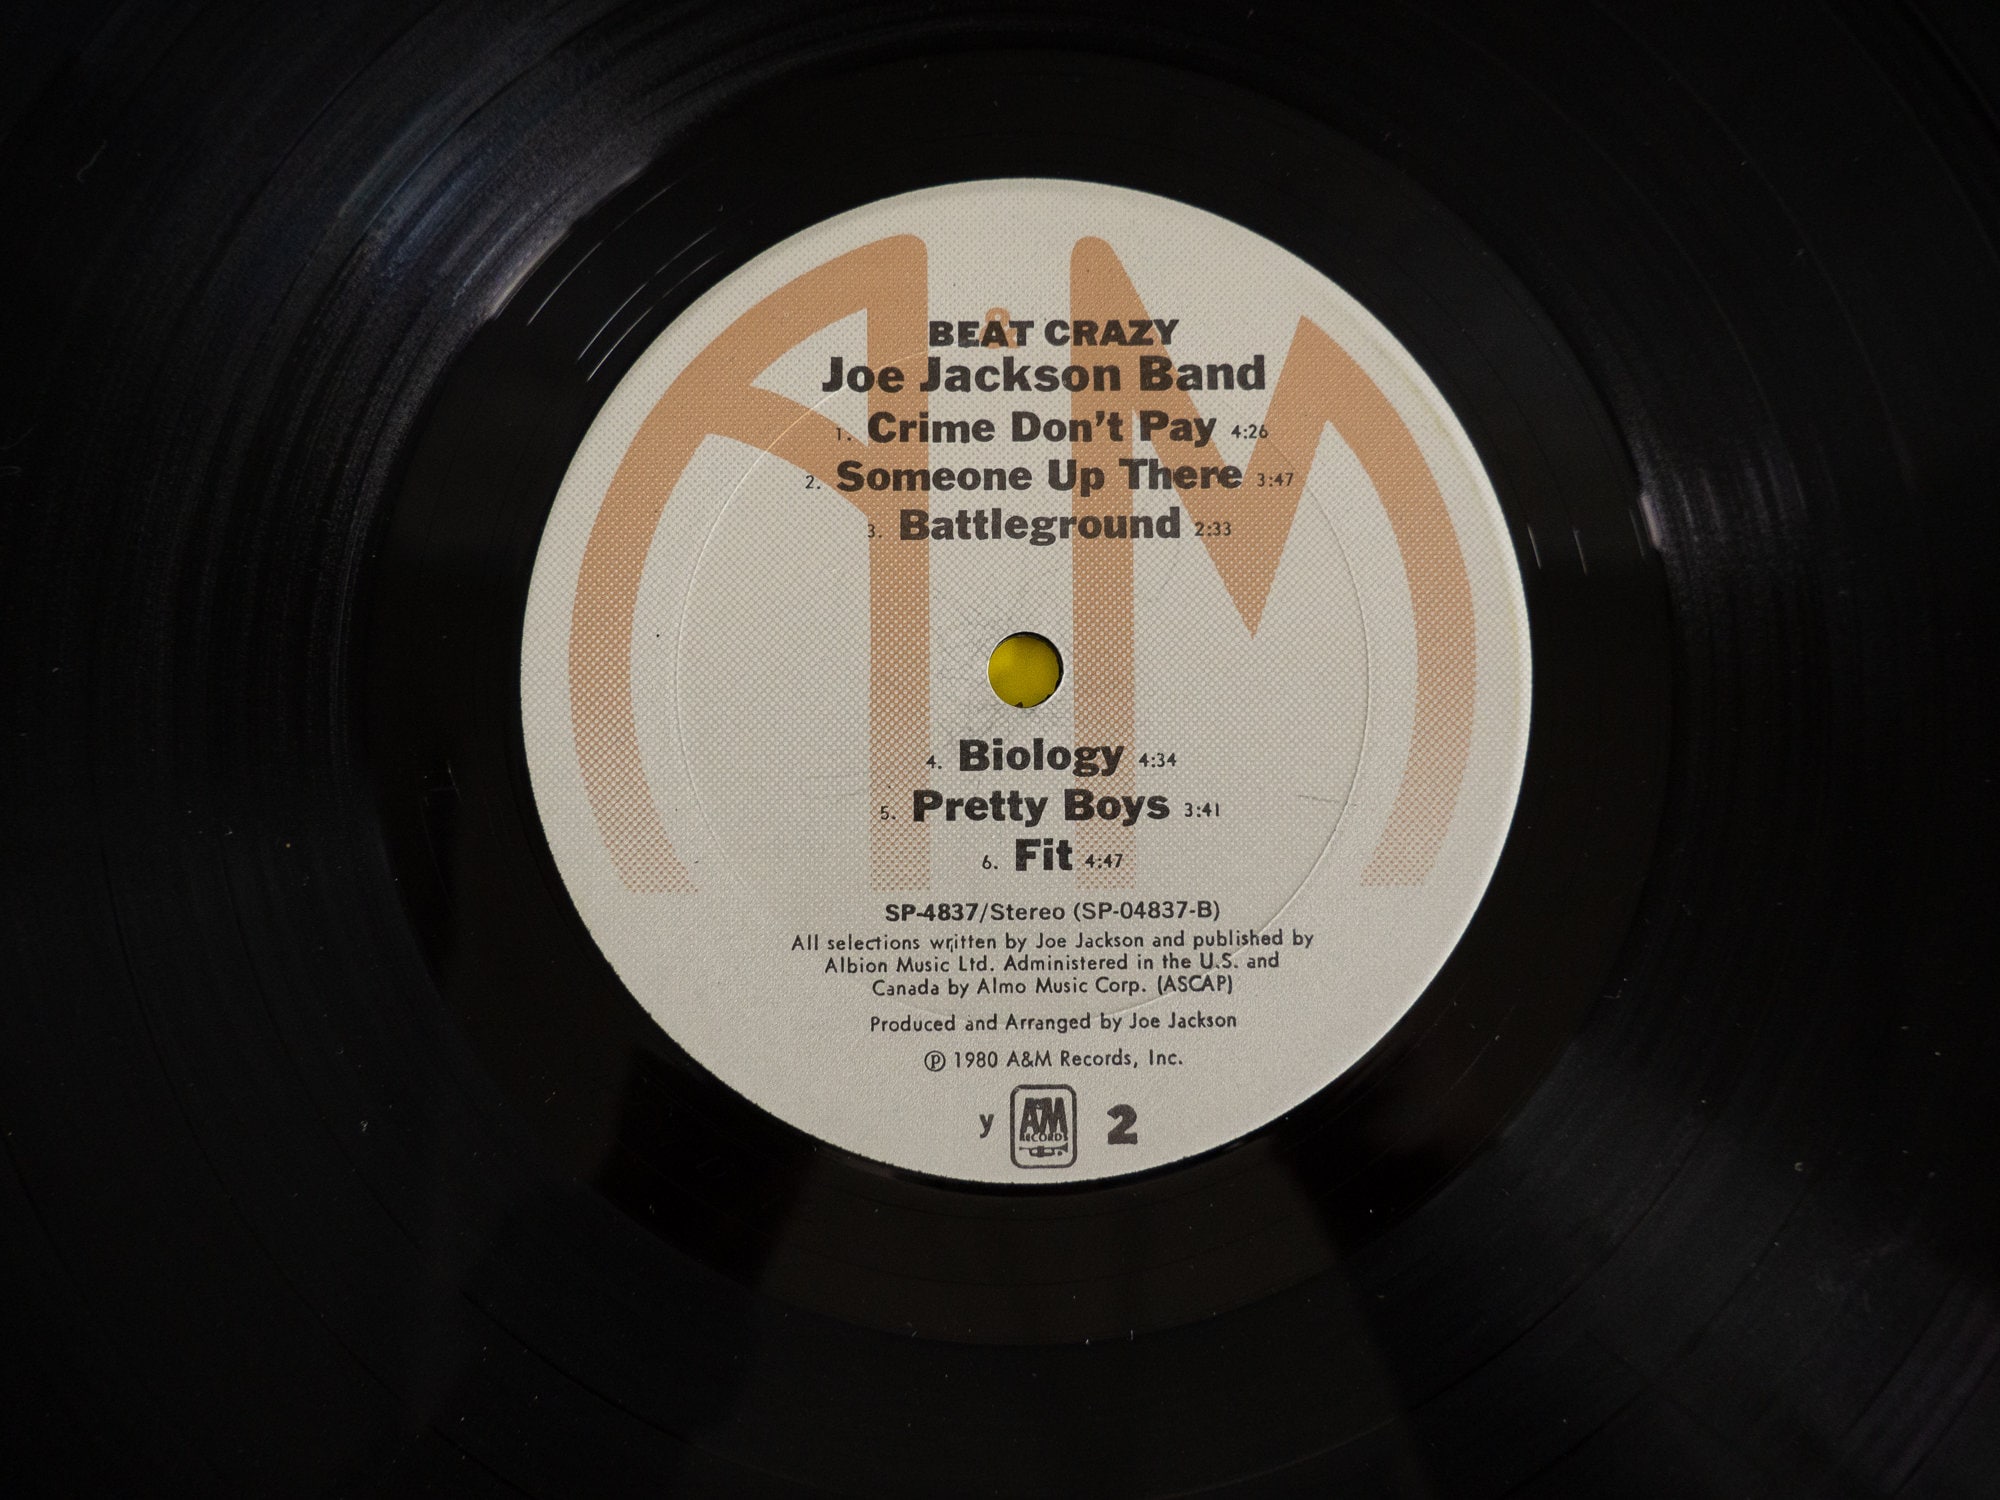 A&M
BEAT CRAZY
Joe Jackson Band
1. Crime Don't Pay 4:26
2. Someone Up There 3:47
3. Battleground 2:33
4. Biology 4:34
5. Pretty Boys 3:41
6. Fit 4:47
SP-4837/Stereo (SP-04837-B)
All selections written by Joe Jackson and published by
Albion Music Ltd. Administered in the U.S. and
Canada by Almo Music Corp. (ASCAP)
Produced and Arranged by Joe Jackson
℗ 1980 A&M Records, Inc.
y A&M RECORDS 2